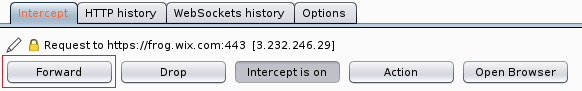 Intercept HTTP history WebSockets history Options
Request to https://frog.wix.com:443 [3.232.246.29]
Forward Drop Intercept is on Action Open Browser